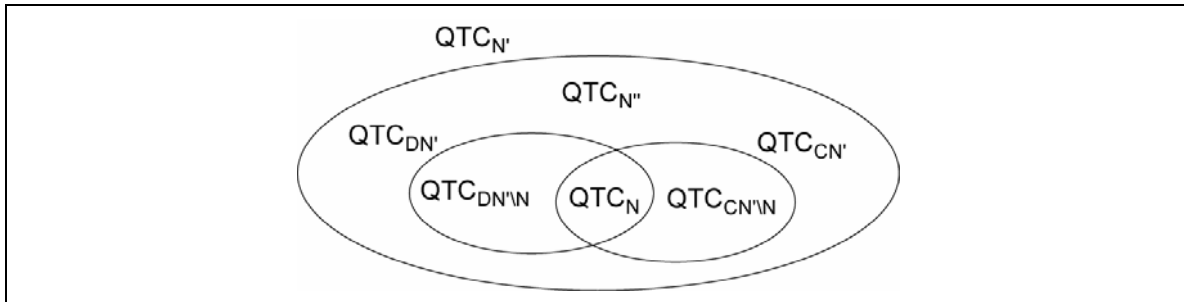 QTC_N'
QTC_N"
QTC_DN' QTC_CN'
QTC_DN'\N QTC_N QTC_CN'\N